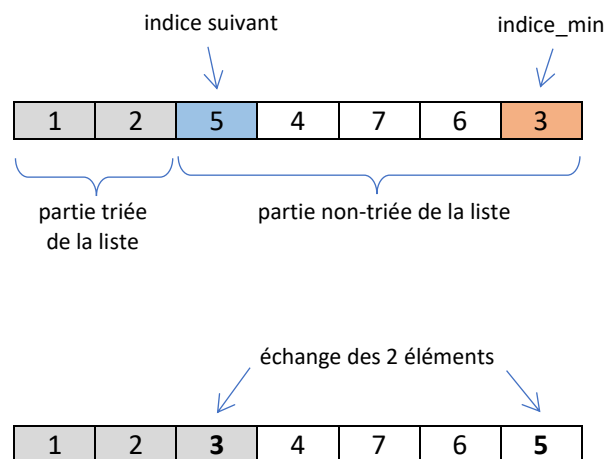 indice suivant indice_min
1 2 5 4 7 6 3
partie triée
de la liste
partie non-triée de la liste
échange des 2 éléments
1 2 3 4 7 6 5